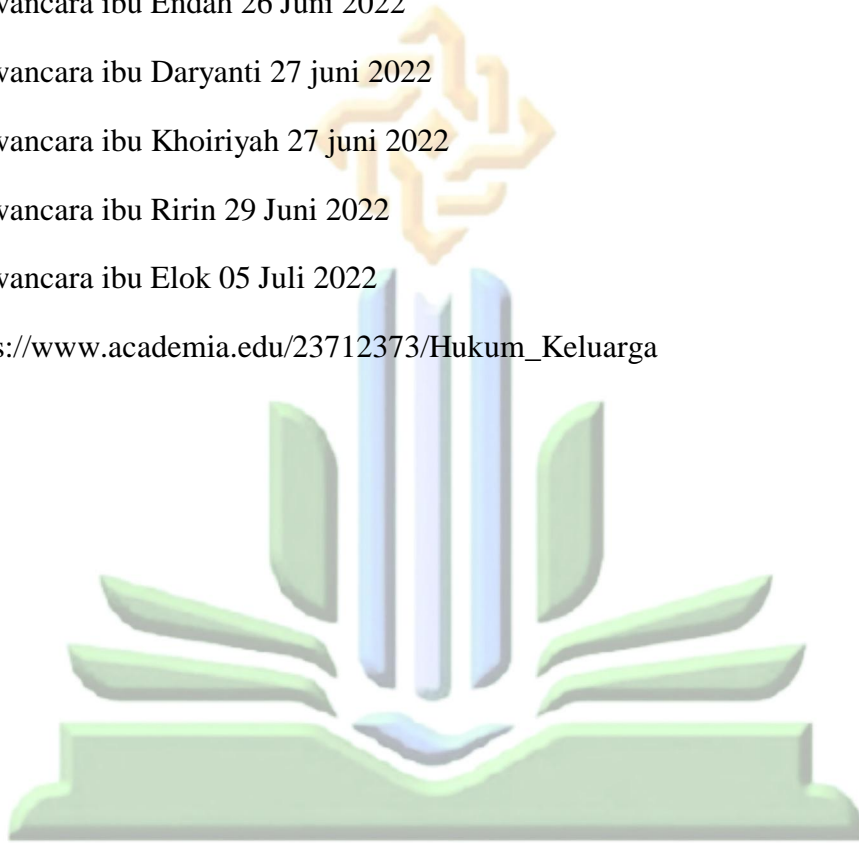 vancara ibu Endah 26 Juni 2022
vancara ibu Daryanti 27 juni 2022
vancara ibu Khoiriyah 27 juni 2022
vancara ibu Ririn 29 Juni 2022
vancara ibu Elok 05 Juli 2022
s://www.academia.edu/23712373/Hukum_Keluarga